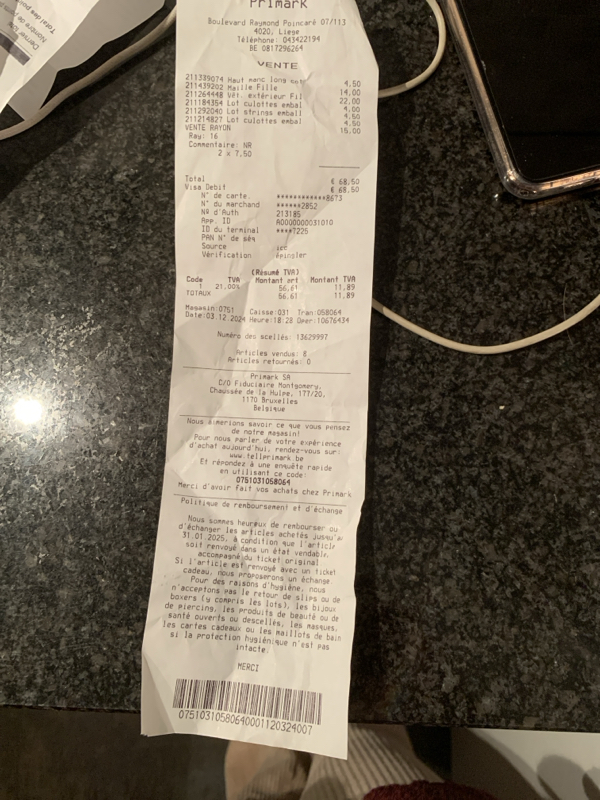 Primark
Boulevard Raymond Poincaré 07/113
4020, Liege
Téléphone: 043422194
BE 0817296264
VENTE
211339074 Haut manc long cote 4,50
211439202 Maille Fille 14,00
211264448 Vêt. extérieur Fil 22,00
211184354 Lot culottes embal 4,00
211292040 Lot strings emball 4,50
211214827 Lot culottes embal 4,50
VENTE RAYON 15,00
Ray: 16
Commentaire: NR
2 x 7,50
Total € 68,50
Visa Debit € 68,50
N° de carte ************8673
N° du marchand ******2852
Nº d'Auth 213185
App. ID A0000000031010
ID du terminal ****7225
PAN N° de séq
Source icc
Vérification épingler
(Résumé TVA)
Code TVA Montant net Montant TVA
1 21,00% 56,61 11,89
TOTAUX 56,61 11,89
Magasin:0751 Caisse:031 Tran:058064
Date:03 12 2024 Heure:18:28 Oper:10676434
Numéro des scellés: 13629997
Articles vendus: 8
Articles retournés: 0
Primark SA
C/O Fiduciaire Montgomery,
Chaussée de la Hulpe, 177/20,
1170 Bruxelles
Belgique
Nous aimerions savoir ce que vous pensez
de notre magasin!
Pour nous parler de votre expérience
d'achat aujourd'hui, rendez-vous sur:
www.tellprimark.be
Et répondez à une enquête rapide
en utilisant ce code:
0751031058064
Merci d'avoir fait vos achats chez Primark
Politique de remboursement et d'échange
Nous sommes heureux de rembourser ou
d'échanger les articles achetés jusqu'au
31.01.2025, à condition que l'article
soit renvoyé dans un état vendable,
accompagné du ticket original
Si l'article est renvoyé avec un ticket
cadeau, nous proposerons un échange.
Pour des raisons d'hygiène, nous
n'acceptons pas le retour de slips ou de
boxers (y compris les lots), les bijoux
de piercing, les produits de beauté ou de
santé ouverts ou descellés, les masques,
les cartes cadeaux ou les maillots de bain
si la protection hygiénique n'est pas
intacte.
MERCI
07510310580640001120324007